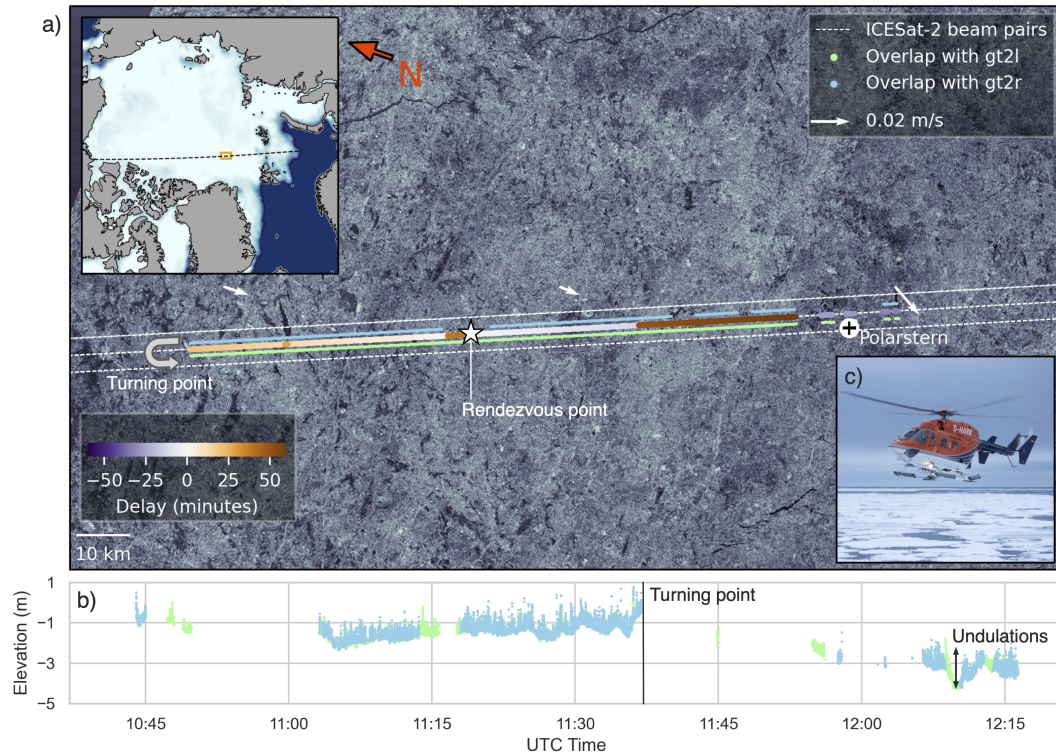 a)
N
ICESat-2 beam pairs
Overlap with gt2l
Overlap with gt2r
0.02 m/s
Polarstern
Turning point
Rendezvous point
c)
D-HARK
−50 −25 0 25 50
Delay (minutes)
10 km
b)
Turning point
Undulations
Elevation (m)
1
−1
−3
−5
10:45 11:00 11:15 11:30 11:45 12:00 12:15
UTC Time